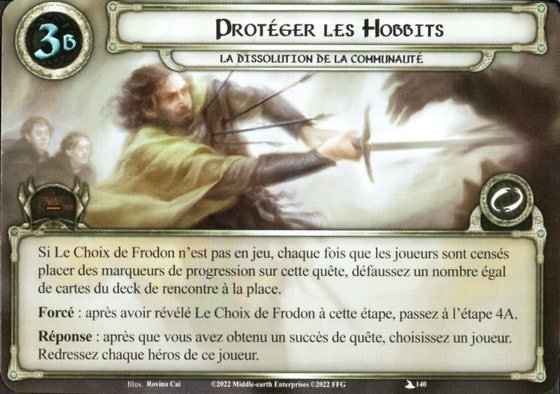 3B
PROTÉGER LES HOBBITS
LA DISSOLUTION DE LA COMMUNAUTÉ
Si Le Choix de Frodon n'est pas en jeu, chaque fois que les joueurs sont censés
placer des marqueurs de progression sur cette quête, défaussez un nombre égal
de cartes du deck de rencontre à la place.
Forcé : après avoir révélé Le Choix de Frodon à cette étape, passez à l'étape 4A.
Réponse : après que vous avez obtenu un succès de quête, choisissez un joueur.
Redressez chaque héros de ce joueur.
Illus. Rovina Cai ©2022 Middle-earth Enterprises ©2022 FFG 140